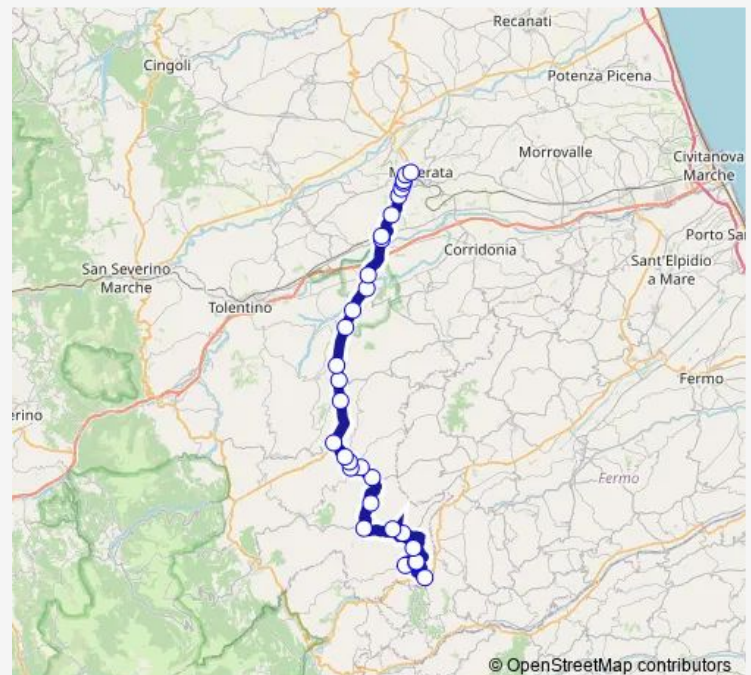 Recanati
Cingoli
Potenza Picena
Morrovalle
Civitanova
Marche
San Severino
Marche
Corridonia
Porto Sa
Sant'Elpidio
a Mare
Tolentino
Fermo
erino
Fermo
© OpenStreetMap contributors